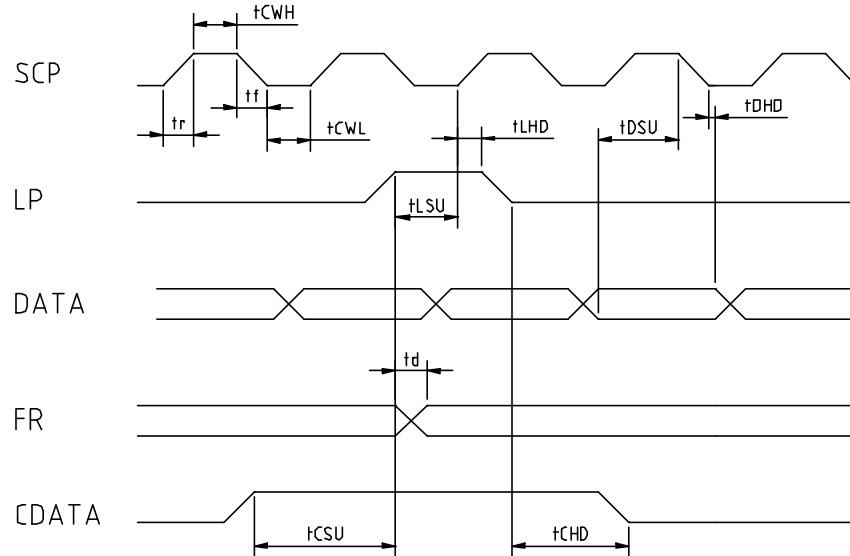 tCWH
SCP
tf
tr
tCWL
tLHD
tDSU
tDHD
LP
tLSU
DATA
td
FR
CDATA
tCSU
tCHD